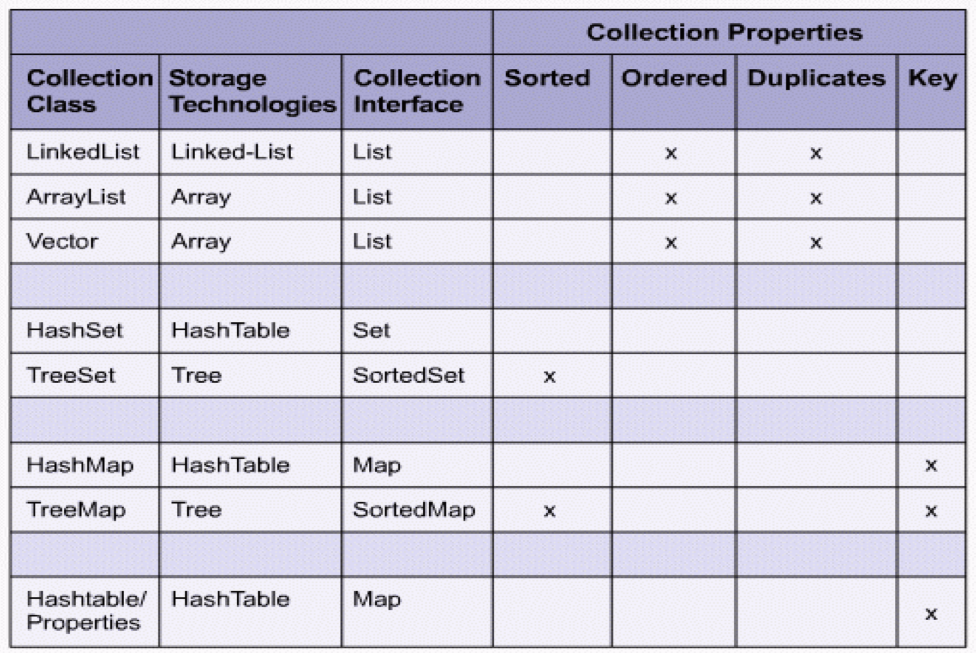 Collection Properties
Collection Class Storage Technologies Collection Interface Sorted Ordered Duplicates Key
LinkedList Linked-List List x x
ArrayList Array List x x
Vector Array List x x
HashSet HashTable Set
TreeSet Tree SortedSet x
HashMap HashTable Map x
TreeMap Tree SortedMap x x
Hashtable/ Properties HashTable Map x